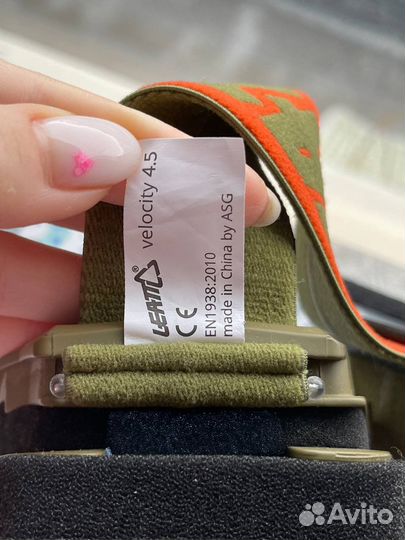 velocity 4.5
LEATT®
CE
EN1938:2010
made in China by ASG
Avito